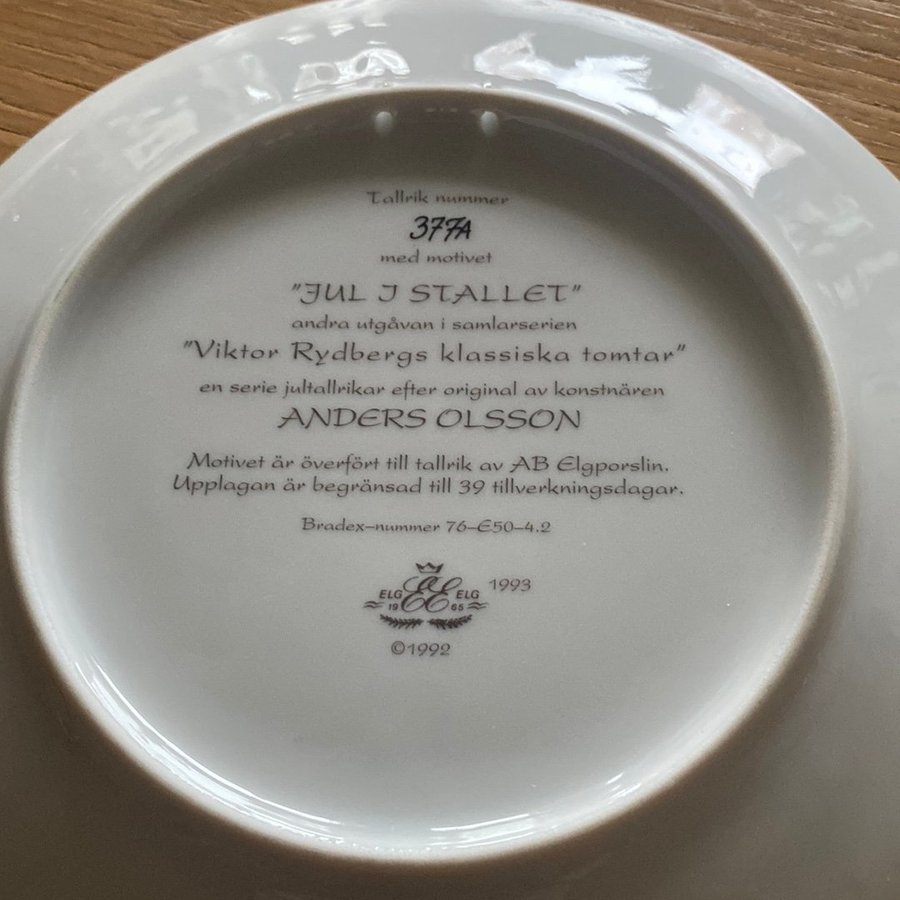 Tallrik nummer
377A
med motivet
"JUL I STALLET"
andra utgåvan i samlarserien
"Viktor Rydbergs klassiska tomtar"
en serie jultallrikar efter original av konstnären
ANDERS OLSSON
Motivet är överfört till tallrik av AB Elgporslin.
Upplagan är begränsad till 39 tillverkningsdagar.
Bradex-nummer 76-E50-4.2
ELG EE ELG 1993
19 65
©1992